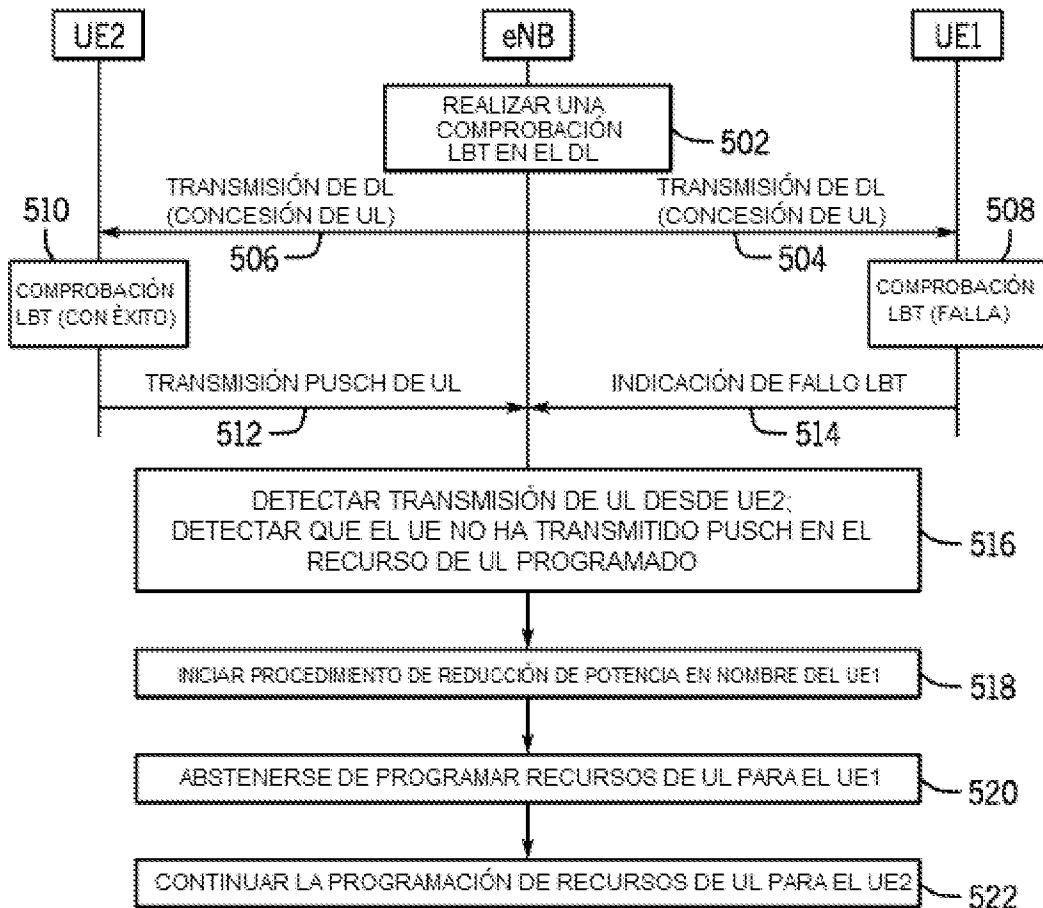 UE2
eNB
UE1
REALIZAR UNA
COMPROBACIÓN
LBT EN EL DL
502
TRANSMISIÓN DE DL
(CONCESIÓN DE UL)
TRANSMISIÓN DE DL
(CONCESIÓN DE UL)
510
508
506
504
COMPROBACIÓN
LBT (CON ÈXITO)
COMPROBACIÓN
LBT (FALLA)
TRANSMISIÓN PUSCH DE UL
INDICACIÓN DE FALLO LBT
512
514
DETECTAR TRANSMISIÓN DE UL DESDE UE2;
DETECTAR QUE EL UE NO HA TRANSMITIDO PUSCH EN EL
RECURSO DE UL PROGRAMADO
516
INICIAR PROCEDIMIENTO DE REDUCCIÓN DE POTENCIA EN NOMBRE DEL UE1
518
ABSTENERSE DE PROGRAMAR RECURSOS DE UL PARA EL UE1
520
CONTINUAR LA PROGRAMACIÓN DE RECURSOS DE UL PARA EL UE2
522